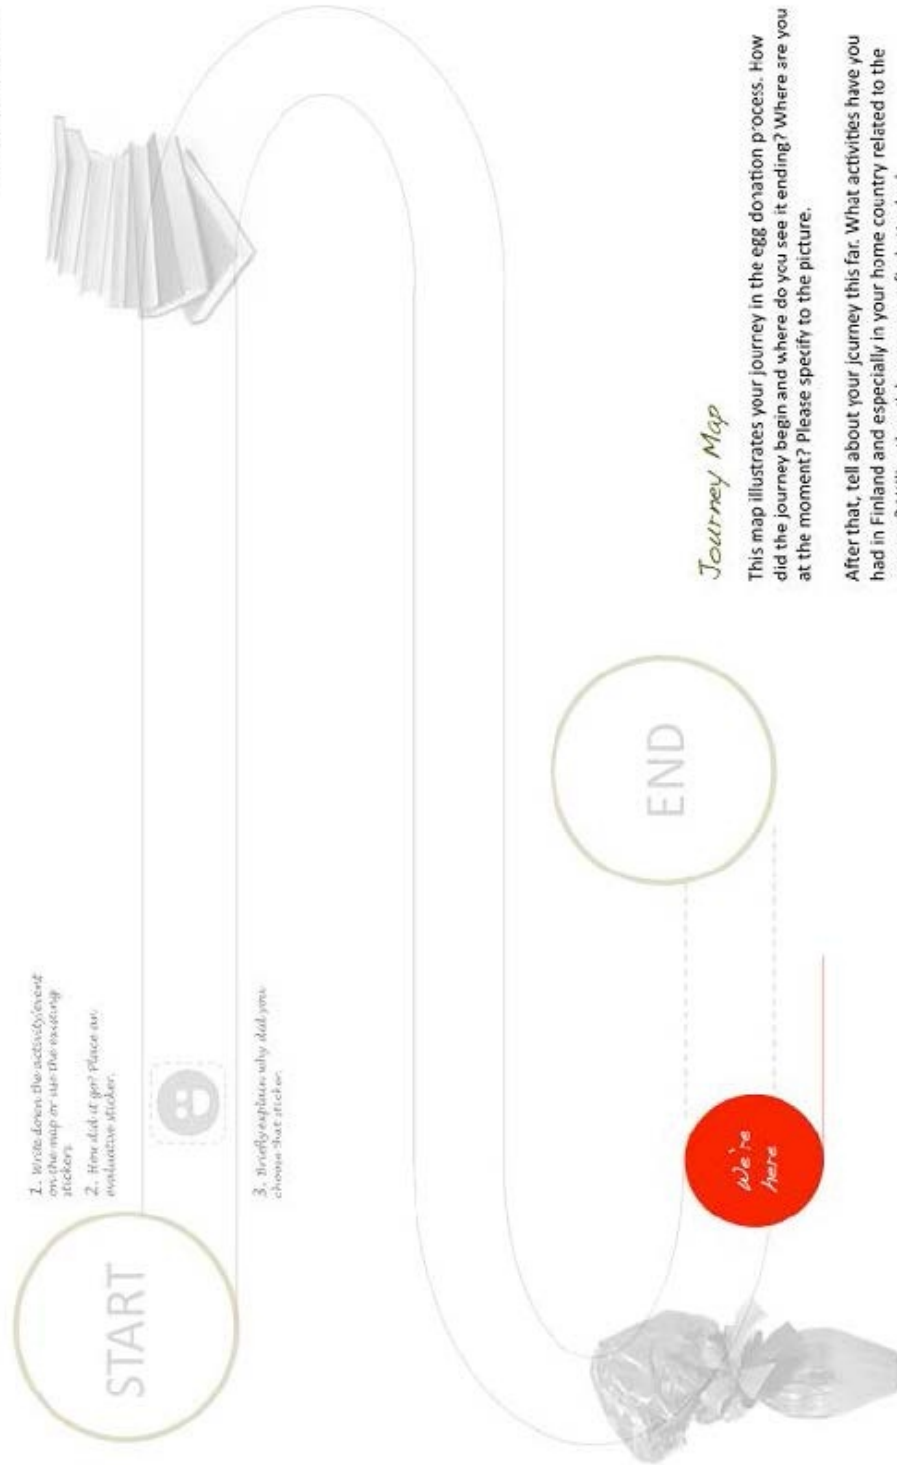 START
1. Write down the activity/event
on the map or use the existing
stickers.
2. How did it go? Place an
evaluative sticker.
3. Briefly explain why did you
choose that sticker.
We're
here
END
Journey Map
This map illustrates your journey in the egg donation process. How
did the journey begin and where do you see it ending? Where are you
at the moment? Please specify to the picture.
After that, tell about your journey this far. What activities have you
had in Finland and especially in your home country related to the